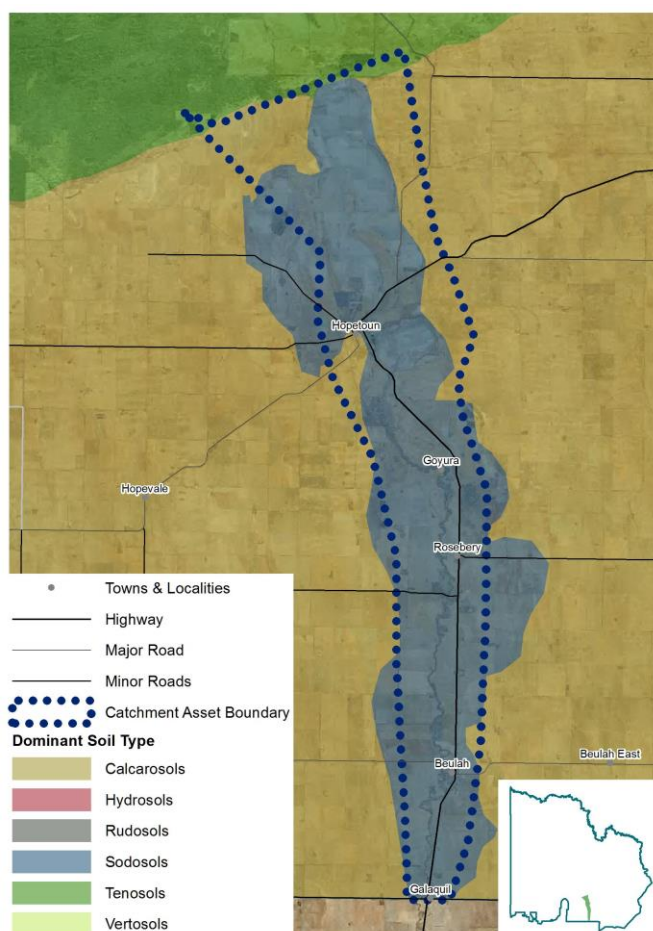 Hopetoun
Goyura
Hopevale
Rosebery
Beulah
Beulah East
Galaquil
Towns & Localities
Highway
Major Road
Minor Roads
Catchment Asset Boundary
Dominant Soil Type
Calcarosols
Hydrosols
Rudosols
Sodosols
Tenosols
Vertosols